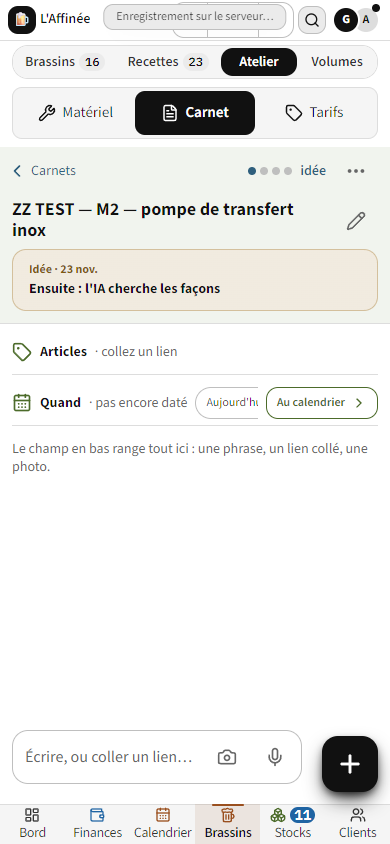 L'Affinée
Enregistrement sur le serveur…
G
A
Brassins 16
Recettes 23
Atelier
Volumes
Matériel
Carnet
Tarifs
Carnets
idée
ZZ TEST — M2 — pompe de transfert
inox
Idée · 23 nov.
Ensuite : l'IA cherche les façons
Articles · collez un lien
Quand · pas encore daté
Aujourd'hu
Au calendrier
Le champ en bas range tout ici : une phrase, un lien collé, une
photo.
Écrire, ou coller un lien…
Bord
Finances
Calendrier
Brassins
11
Stocks
Clients